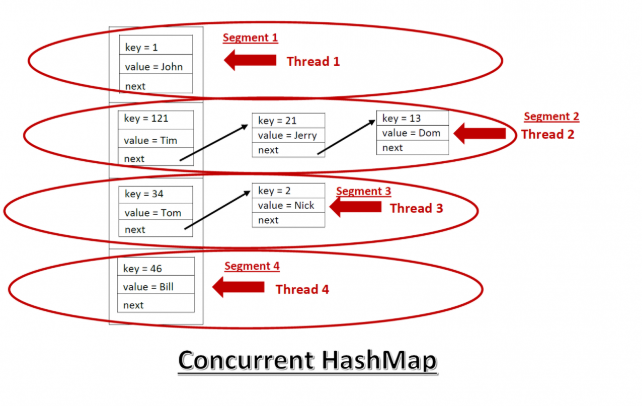 Segment 1
key = 1
value = John
next
Thread 1
key = 121
value = Tim
next
key = 21
value = Jerry
next
key = 13
value = Dom
next
Segment 2
Thread 2
key = 34
value = Tom
next
key = 2
value = Nick
next
Segment 3
Thread 3
key = 46
value = Bill
next
Segment 4
Thread 4
Concurrent HashMap